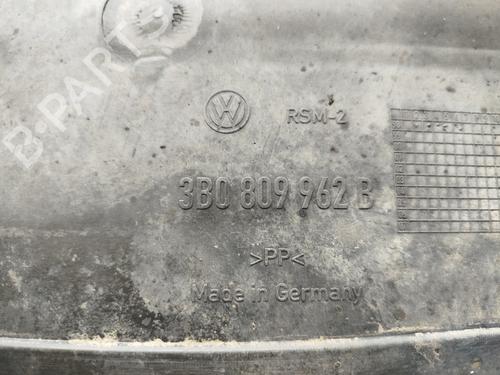 B-PARTS
RSM-2
3B0 809 962 B
>PP<
Made in Germany